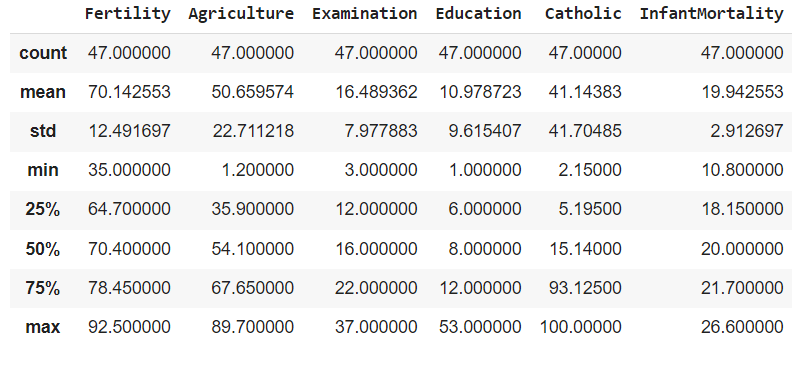 Fertility Agriculture Examination Education Catholic InfantMortality
count 47.000000 47.000000 47.000000 47.000000 47.00000 47.000000
mean 70.142553 50.659574 16.489362 10.978723 41.14383 19.942553
std 12.491697 22.711218 7.977883 9.615407 41.70485 2.912697
min 35.000000 1.200000 3.000000 1.000000 2.15000 10.800000
25% 64.700000 35.900000 12.000000 6.000000 5.19500 18.150000
50% 70.400000 54.100000 16.000000 8.000000 15.14000 20.000000
75% 78.450000 67.650000 22.000000 12.000000 93.12500 21.700000
max 92.500000 89.700000 37.000000 53.000000 100.00000 26.600000